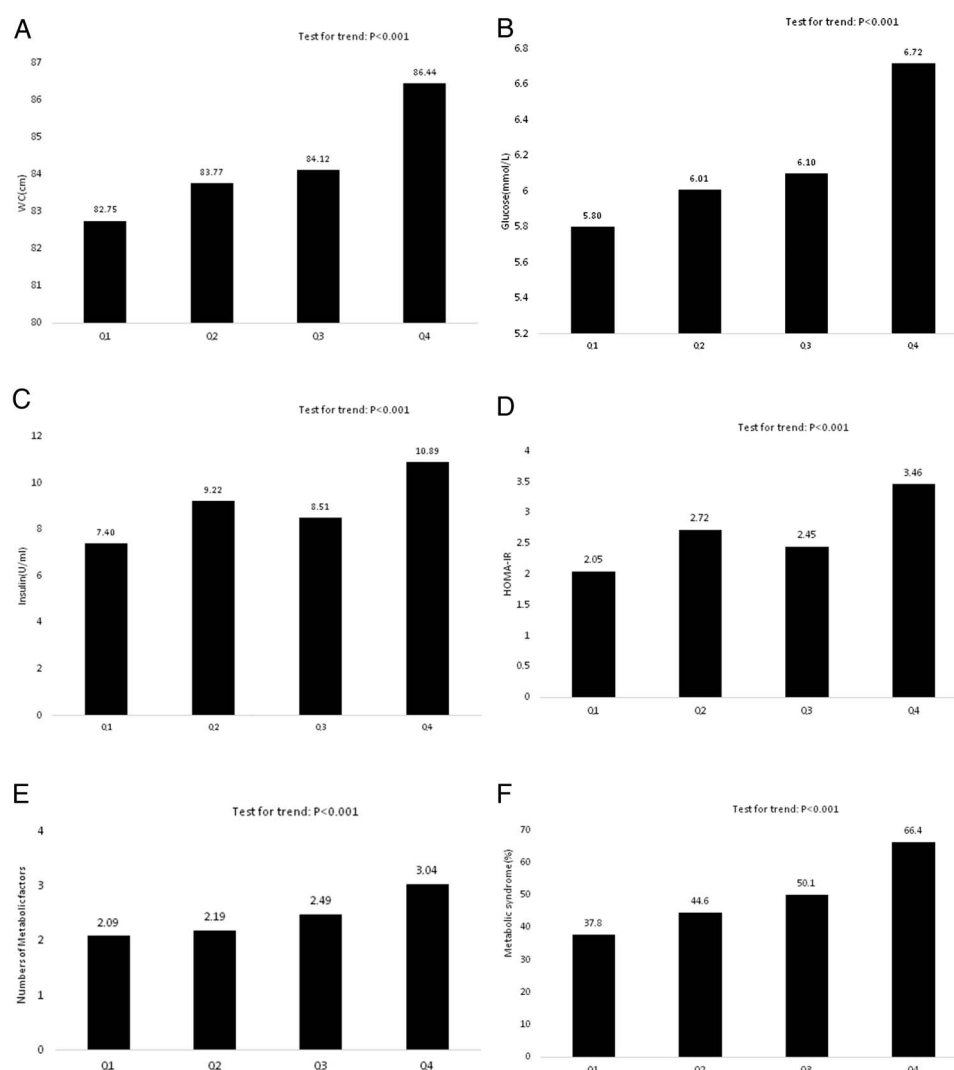 A
Test for trend: P<0.001
87
86
85
84
83
82
81
80
WC(cm)
82.75
83.77
84.12
86.44
Q1
Q2
Q3
Q4
B
Test for trend: P<0.001
6.8
6.6
6.4
6.2
6
5.8
5.6
5.4
5.2
Glucose(mmol/L)
5.80
6.01
6.10
6.72
Q1
Q2
Q3
Q4
C
Test for trend: P<0.001
12
10
8
6
4
2
0
Insulin(U/ml)
7.40
9.22
8.51
10.89
Q1
Q2
Q3
Q4
D
Test for trend: P<0.001
4
3.5
3
2.5
2
1.5
1
0.5
0
HOMA-IR
2.05
2.72
2.45
3.46
Q1
Q2
Q3
Q4
E
Test for trend: P<0.001
4
3
2
1
0
Numbers of Metabolicfactors
2.09
2.19
2.49
3.04
Q1
Q2
Q3
Q4
F
Test for trend: P<0.001
70
60
50
40
30
20
10
0
Metabolic syndrome(%)
37.8
44.6
50.1
66.4
Q1
Q2
Q3
Q4